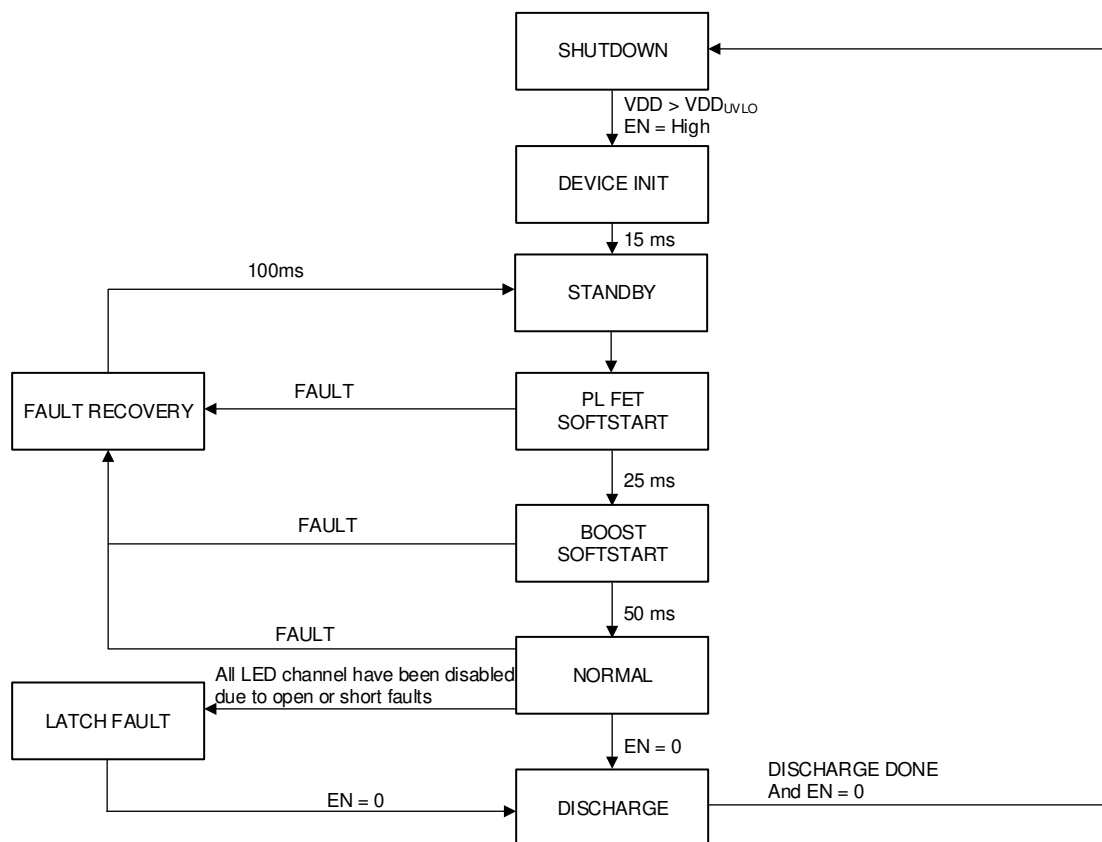 SHUTDOWN
VDD > VDDUVLO
EN = High
DEVICE INIT
15 ms
100ms
STANDBY
FAULT RECOVERY
FAULT
PL FET
SOFTSTART
25 ms
FAULT
BOOST
SOFTSTART
50 ms
FAULT
All LED channel have been disabled
due to open or short faults
NORMAL
LATCH FAULT
EN = 0
DISCHARGE DONE
And EN = 0
EN = 0
DISCHARGE